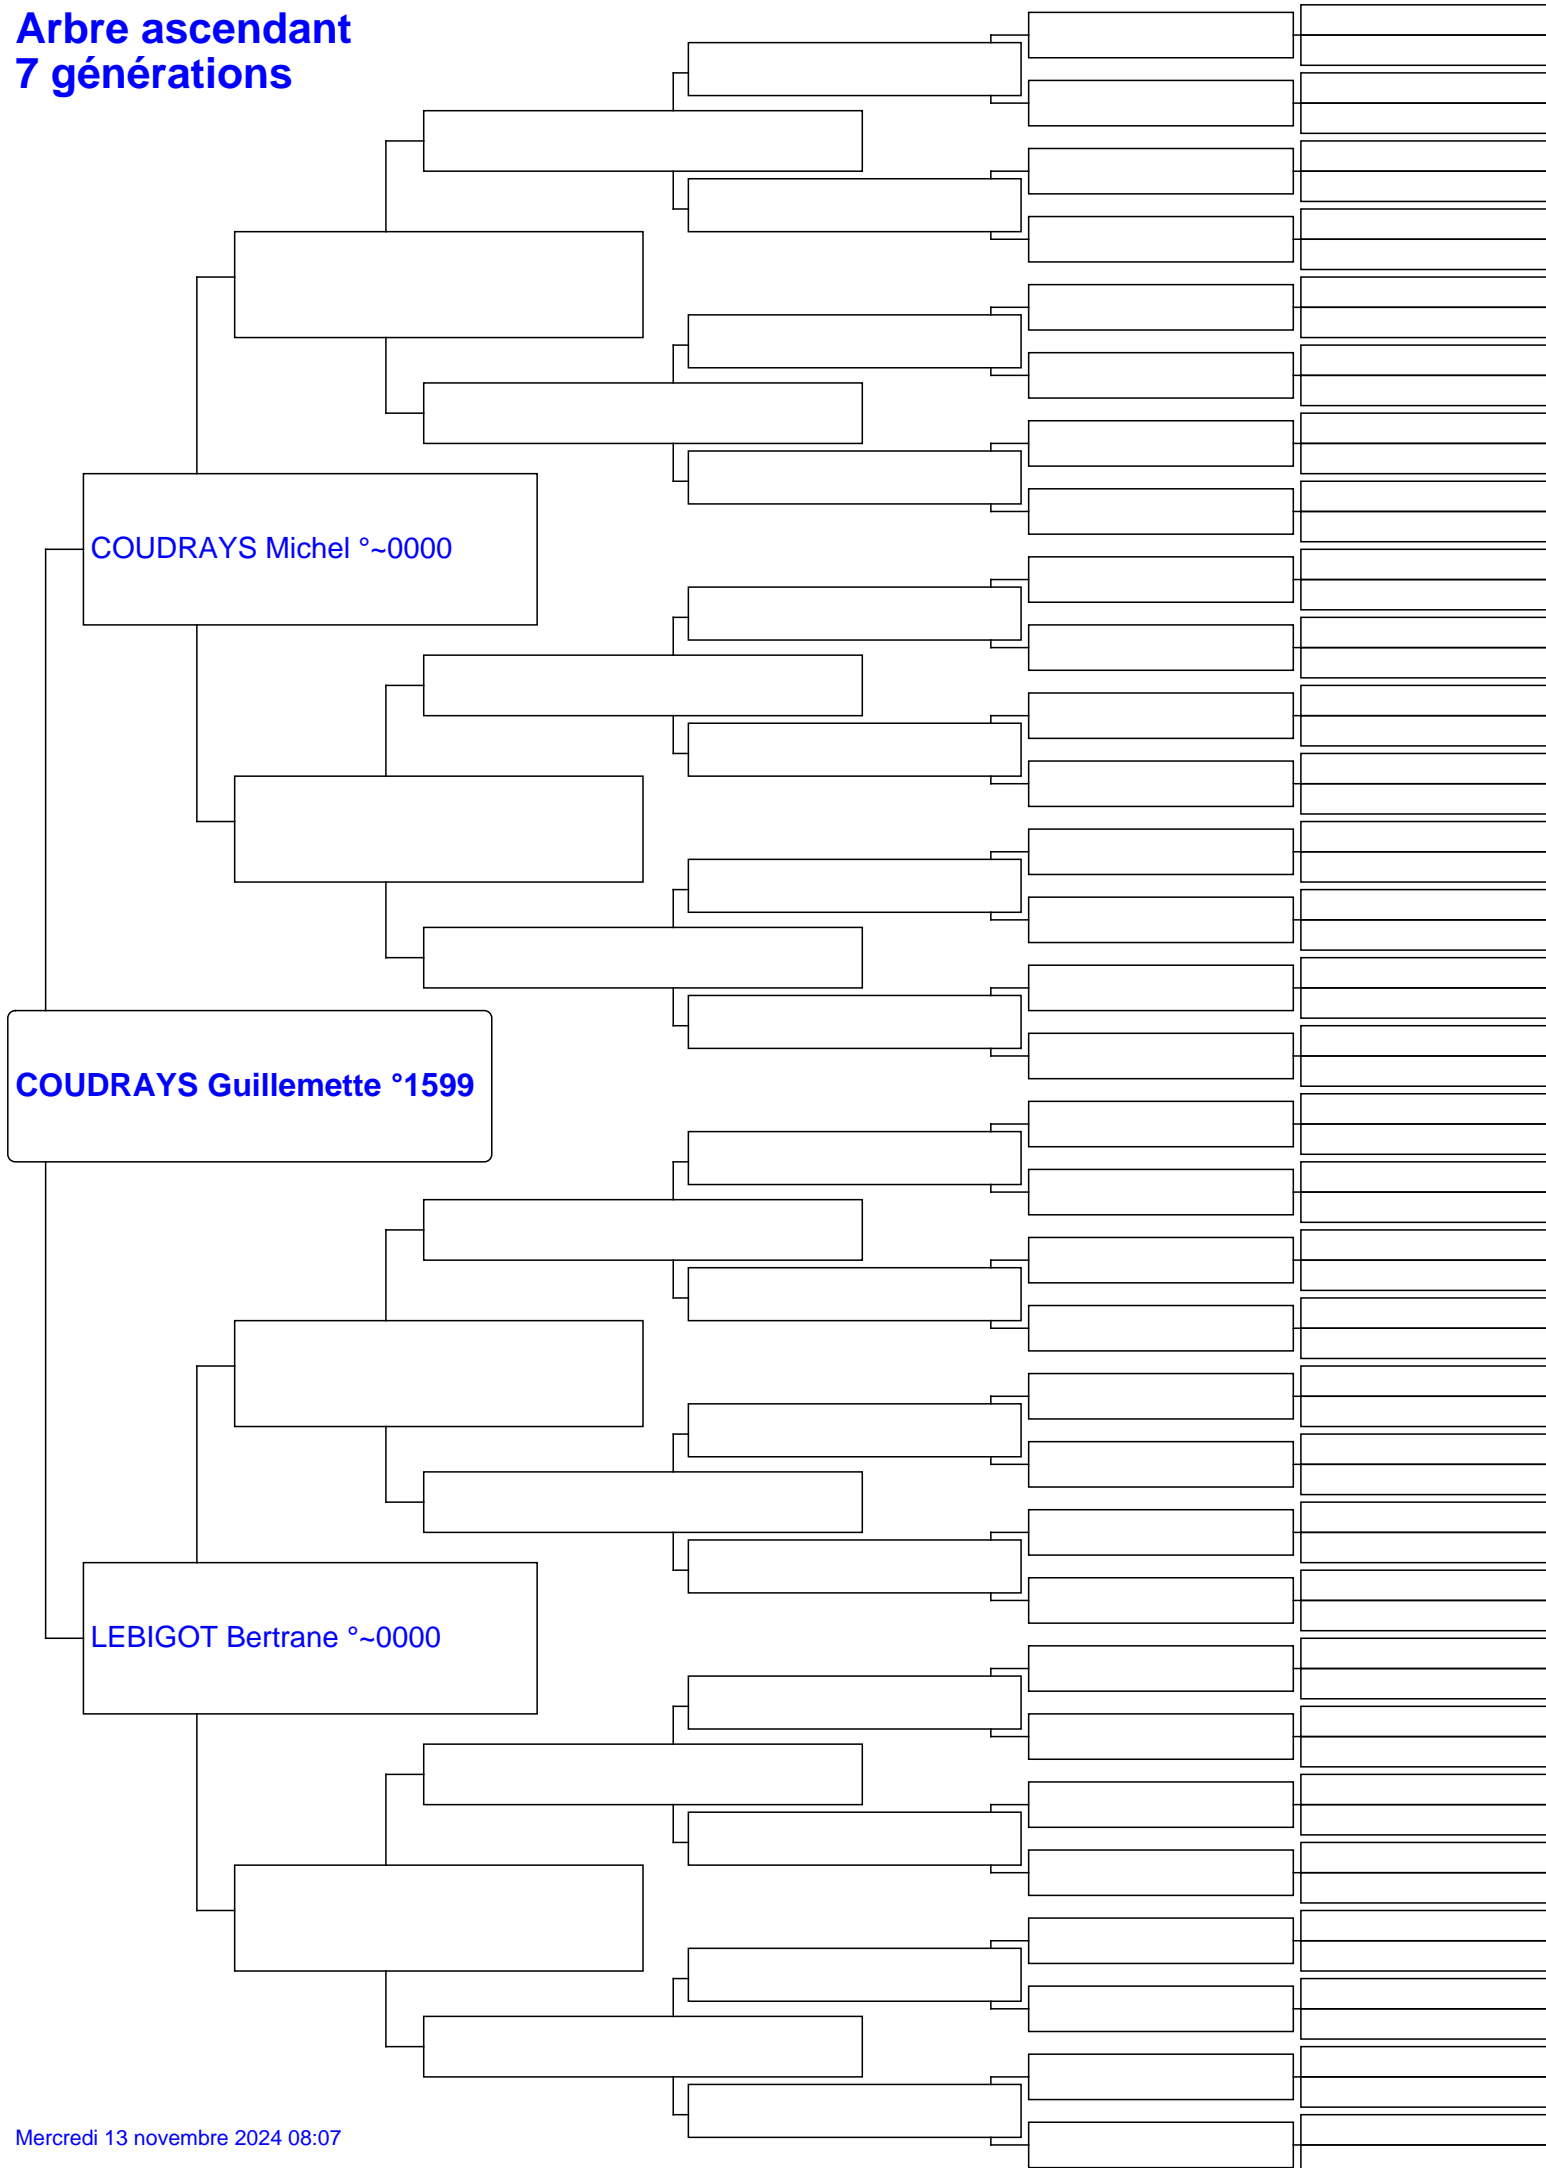 Arbre ascendant
7 générations
COUDRAYS Michel °~0000
COUDRAYS Guillemette °1599
LEBIGOT Bertrane °~0000
Mercredi 13 novembre 2024 08:07